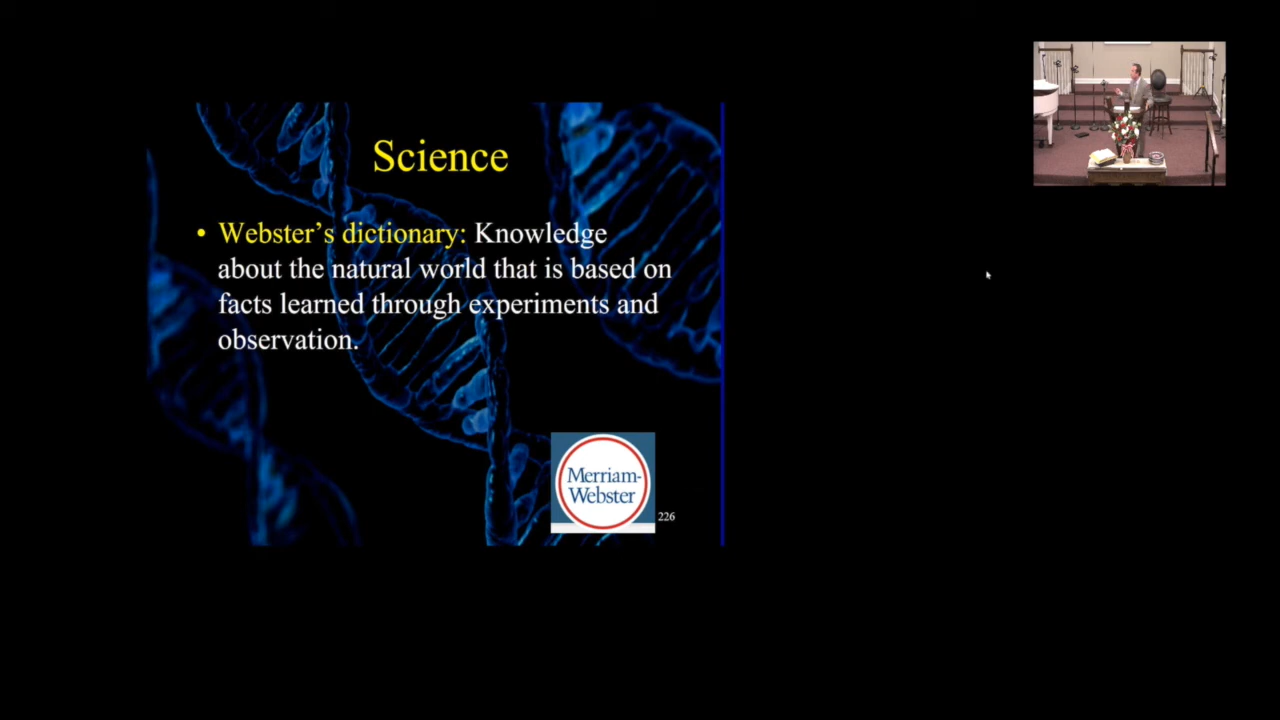 Science
• Webster's dictionary: Knowledge
about the natural world that is based on
facts learned through experiments and
observation.
Merriam-
Webster
226